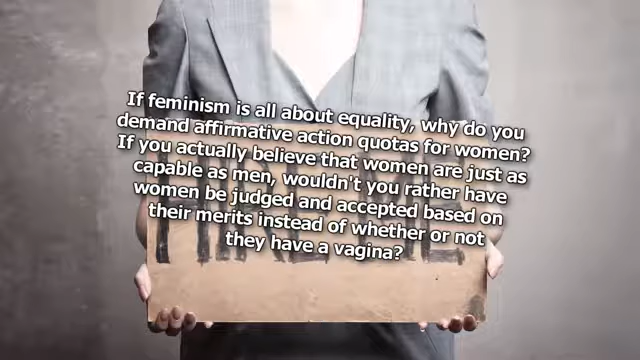 If feminism is all about equality, why do you
demand affirmative action quotas for women?
If you actually believe that women are just as
capable as men, wouldn't you rather have
women be judged and accepted based on
their merits instead of whether or not
they have a vagina?